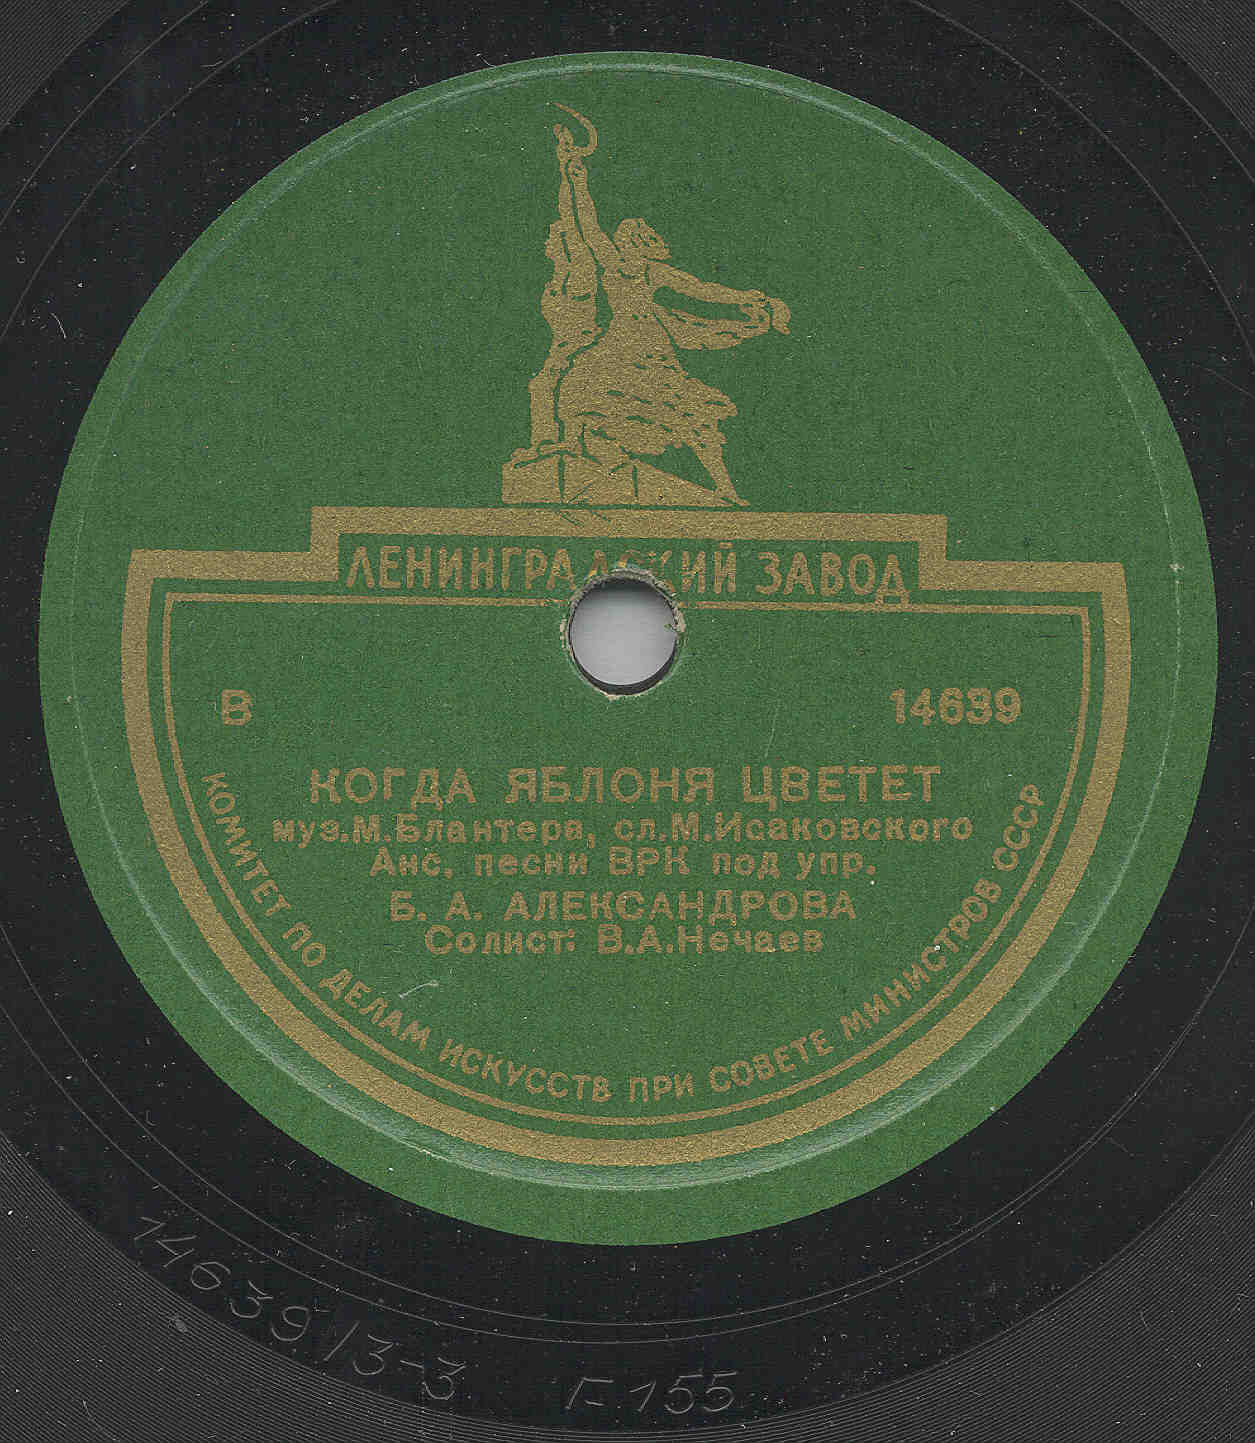 ЛЕНИНГРАДСКИЙ ЗАВОД
В 14639
КОГДА ЯБЛОНЯ ЦВЕТЕТ
муз.М.Блантера, сл.М.Исаковского
Анс. песни ВРК под упр.
Б. А. АЛЕКСАНДРОВА
Солист: В.А.Нечаев
КОМИТЕТ ПО ДЕЛАМ ИСКУССТВ ПРИ СОВЕТЕ МИНИСТРОВ СССР
14639 /3-3 Г-155